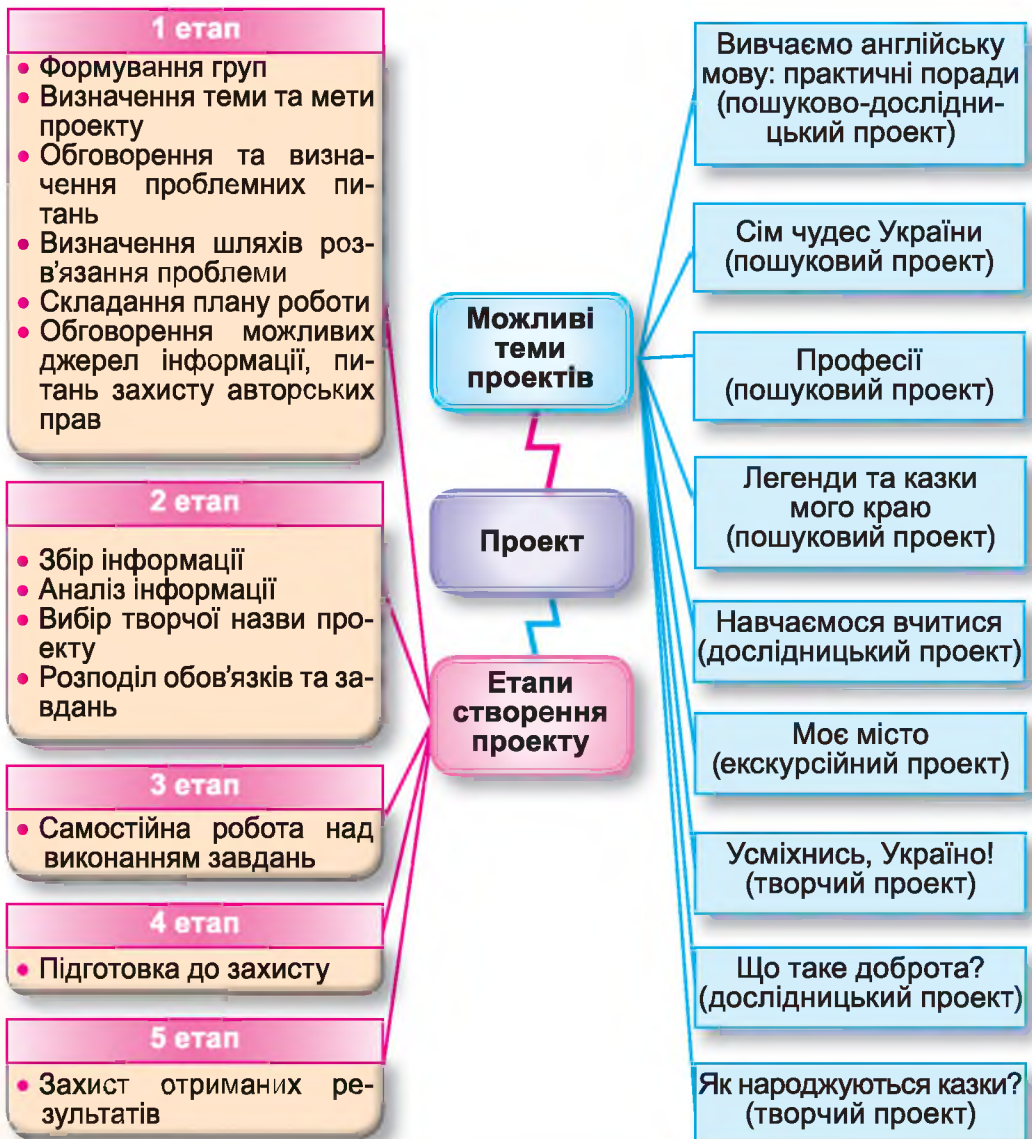 1 етап
• Формування груп
• Визначення теми та мети
проекту
• Обговорення та визна-
чення проблемних пи-
тань
• Визначення шляхів роз-
в'язання проблеми
• Складання плану роботи
• Обговорення можливих
джерел інформації, пи-
тань захисту авторських
прав
2 етап
• Збір інформації
• Аналіз інформації
• Вибір творчої назви про-
екту
• Розподіл обов'язків та за-
вдань
3 етап
• Самостійна робота над
виконанням завдань
4 етап
• Підготовка до захисту
5 етап
• Захист отриманих ре-
зультатів
Можливі
теми
проектів
Проект
Етапи
створення
проекту
Вивчаємо англійську
мову: практичні поради
(пошуково-дослідни-
цький проект)
Сім чудес України
(пошуковий проект)
Професії
(пошуковий проект)
Легенди та казки
мого краю
(пошуковий проект)
Навчаємося вчитися
(дослідницький проект)
Моє місто
(екскурсійний проект)
Усміхнись, Україно!
(творчий проект)
Що таке доброта?
(дослідницький проект)
Як народжуються казки?
(творчий проект)